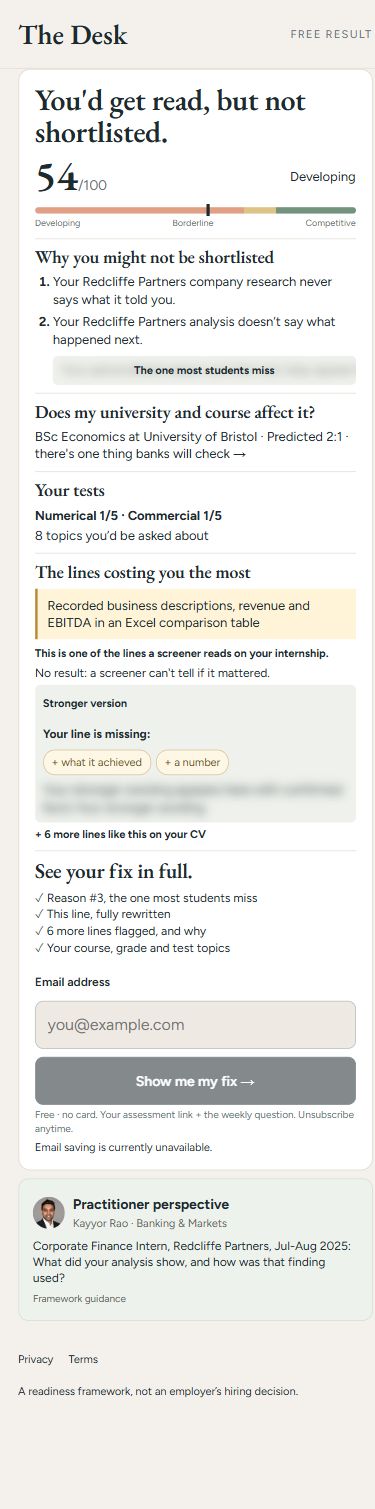 The Desk
FREE RESULT
You'd get read, but not
shortlisted.
54/100
Developing
Developing
Borderline
Competitive
Why you might not be shortlisted
1. Your Redcliffe Partners company research never
says what it told you.
2. Your Redcliffe Partners analysis doesn't say what
happened next.
The one most students miss
Does my university and course affect it?
BSc Economics at University of Bristol · Predicted 2:1 ·
there's one thing banks will check →
Your tests
Numerical 1/5 · Commercial 1/5
8 topics you'd be asked about
The lines costing you the most
Recorded business descriptions, revenue and
EBITDA in an Excel comparison table
This is one of the lines a screener reads on your internship.
No result: a screener can't tell if it mattered.
Stronger version
Your line is missing:
+ what it achieved
+ a number
+ 6 more lines like this on your CV
See your fix in full.
✓ Reason #3, the one most students miss
✓ This line, fully rewritten
✓ 6 more lines flagged, and why
✓ Your course, grade and test topics
Email address
you@example.com
Show me my fix →
Free · no card. Your assessment link + the weekly question. Unsubscribe
anytime.
Email saving is currently unavailable.
Practitioner perspective
Kayyor Rao · Banking & Markets
Corporate Finance Intern, Redcliffe Partners, Jul-Aug 2025:
What did your analysis show, and how was that finding
used?
Framework guidance
Privacy
Terms
A readiness framework, not an employer's hiring decision.